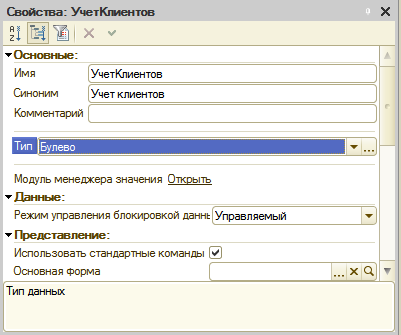 Свойства: УчетКлиентов
Основные:
Имя УчетКлиентов
Синоним Учет клиентов
Комментарий
Тип Булево
Модуль менеджера значения Открыть
Данные:
Режим управления блокировкой данны Управляемый
Представление:
Использовать стандартные команды
Основная форма
Тип данных